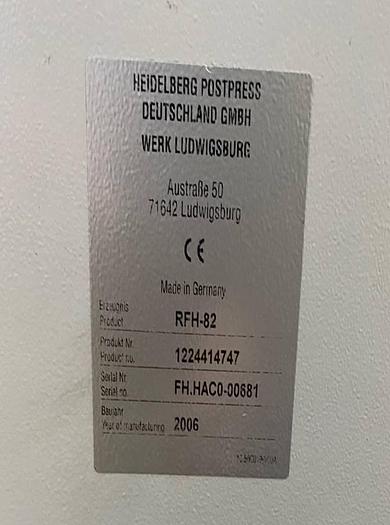 HEIDELBERG POSTPRESS
DEUTSCHLAND GMBH
WERK LUDWIGSBURG
Austraße 50
71642 Ludwigsburg
CE
Made in Germany
Erzeugnis
Product RFH-82
Produkt Nr.
Product no. 1224414747
Serial Nr.
Serial no. FH.HAC0-00681
Baujahr
Year of manufacturing 2006